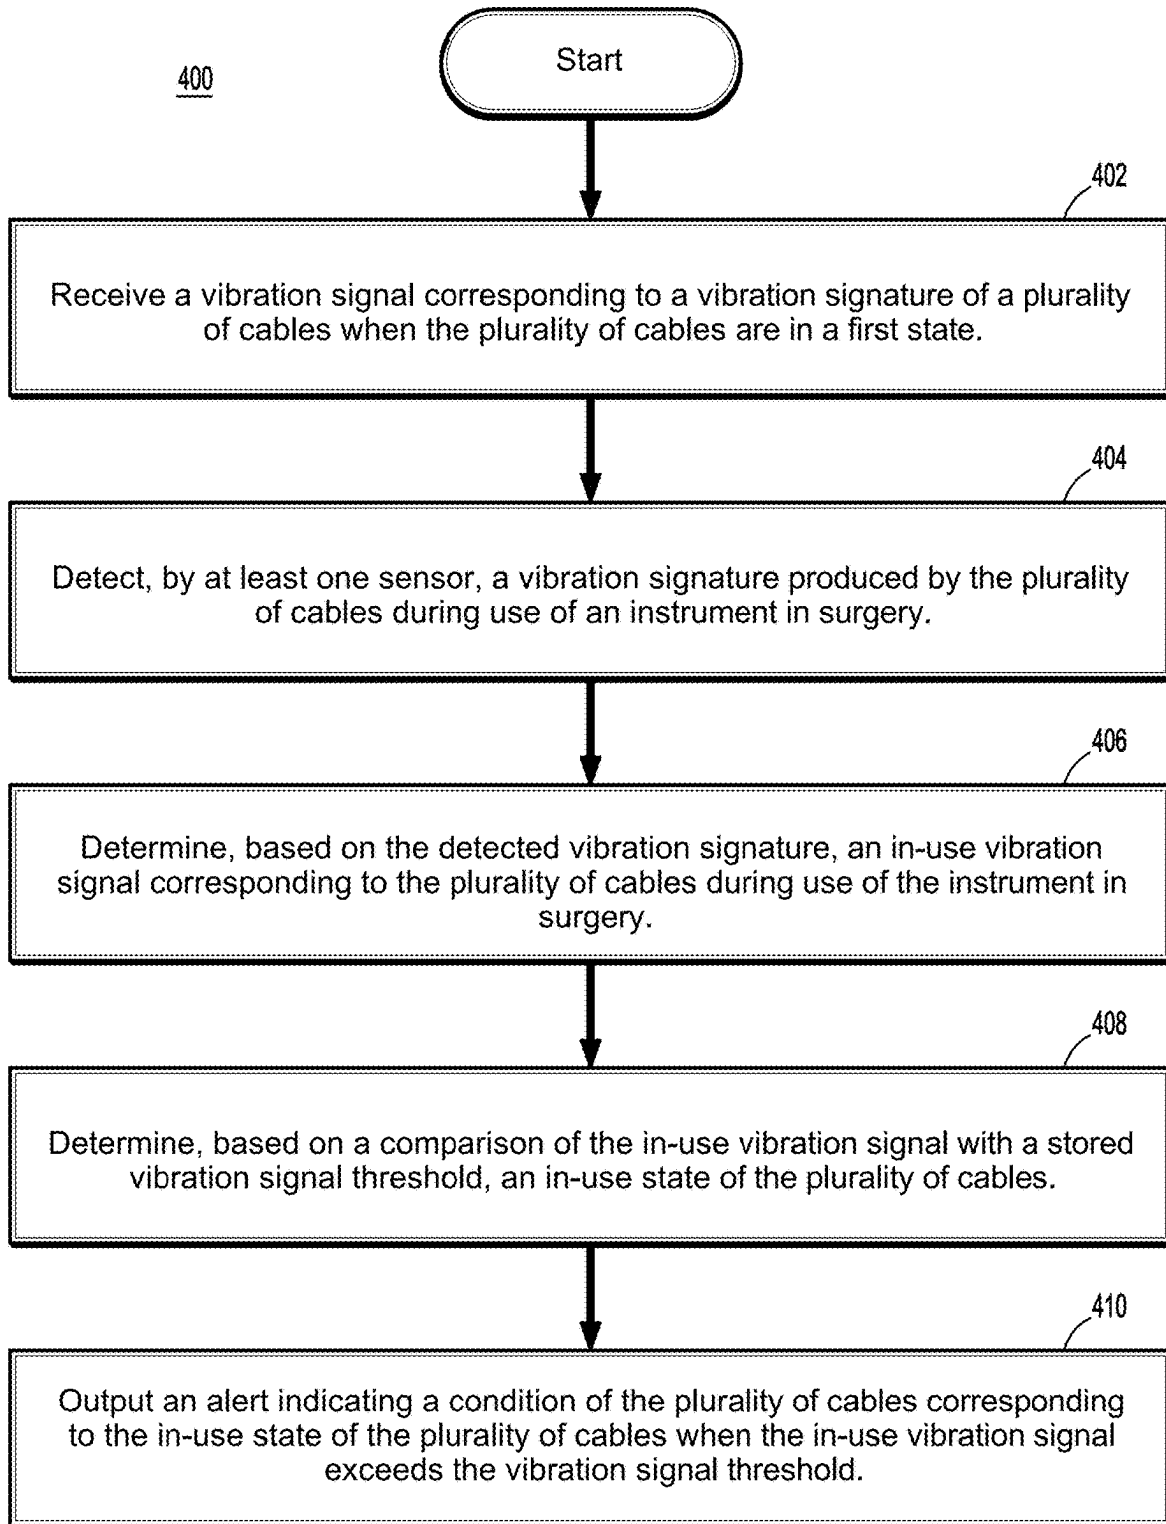 Start
400
402
Receive a vibration signal corresponding to a vibration signature of a plurality
of cables when the plurality of cables are in a first state.
404
Detect, by at least one sensor, a vibration signature produced by the plurality
of cables during use of an instrument in surgery.
406
Determine, based on the detected vibration signature, an in-use vibration
signal corresponding to the plurality of cables during use of the instrument in
surgery.
408
Determine, based on a comparison of the in-use vibration signal with a stored
vibration signal threshold, an in-use state of the plurality of cables.
410
Output an alert indicating a condition of the plurality of cables corresponding
to the in-use state of the plurality of cables when the in-use vibration signal
exceeds the vibration signal threshold.